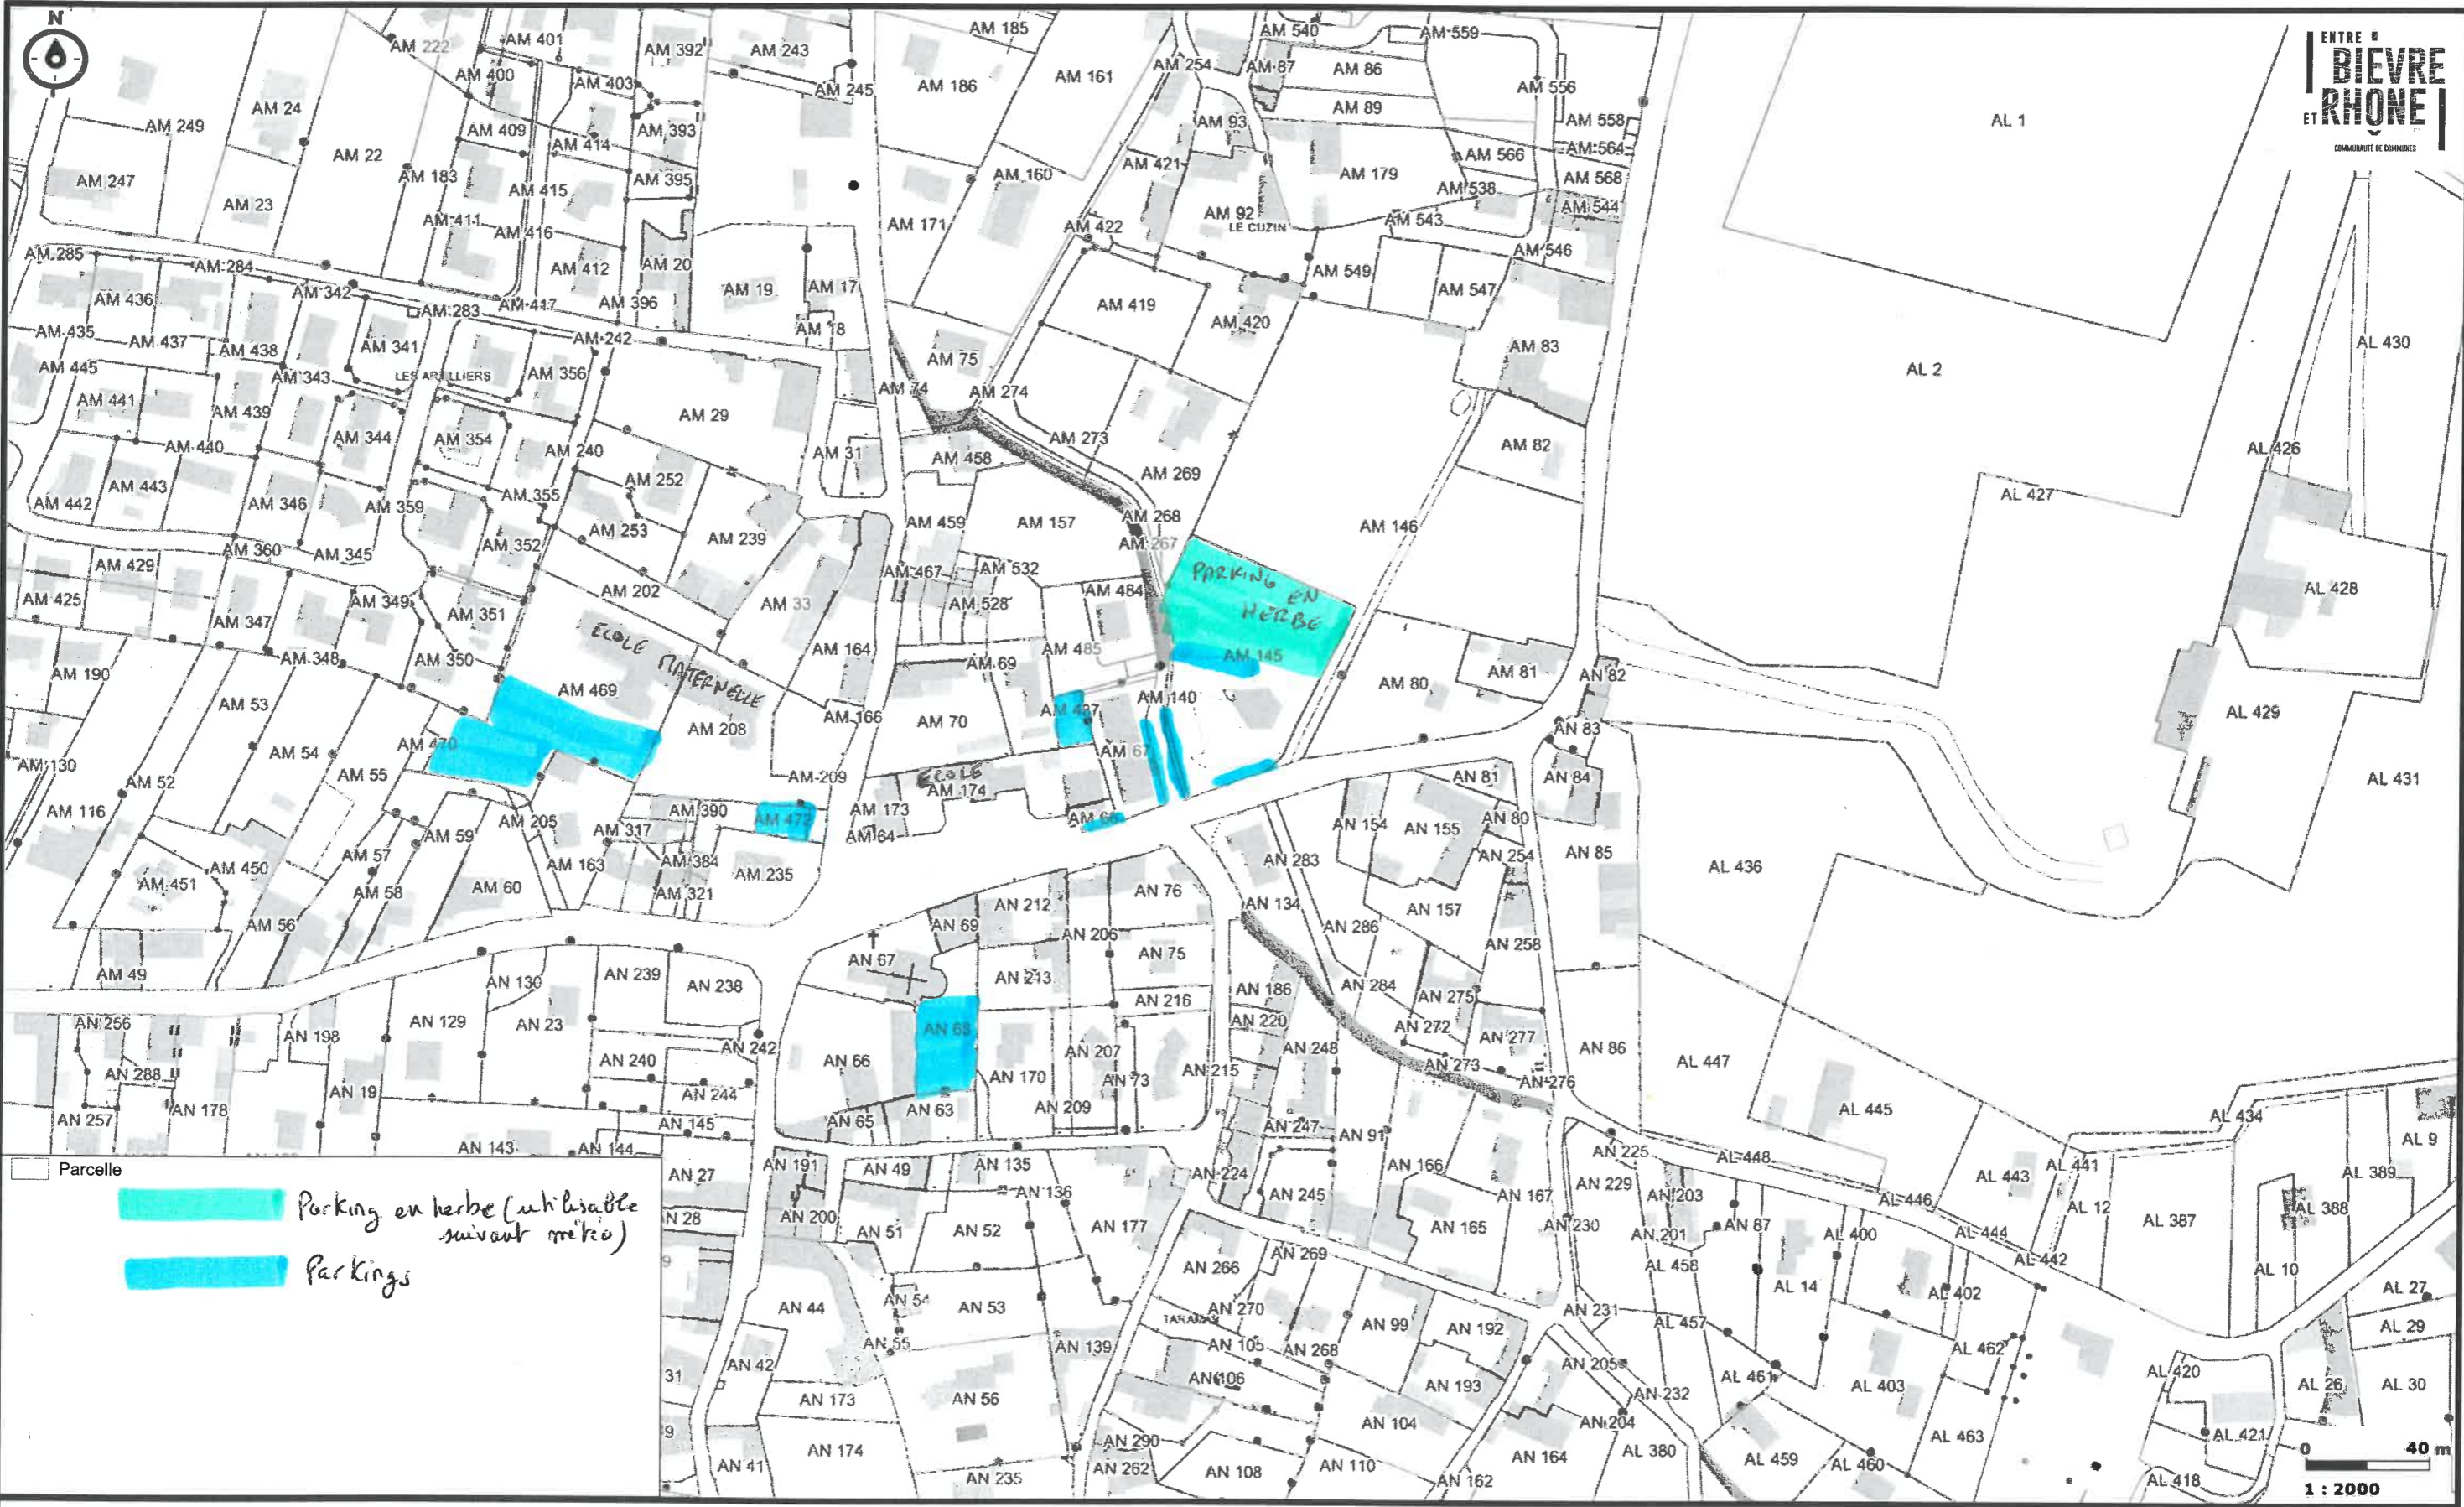 N
ENTRE
BIEVRE
ET RHÔNE
COMMUNAUTÉ DE COMMUNES
AM 222
AM 401
AM 392
AM 243
AM 185
AM 540
AM 559
AM 400
AM 403
AM 245
AM 186
AM 161
AM 254
AM 87
AM 86
AM 556
AM 24
AM 249
AM 409
AM 414
AM 393
AM 93
AM 89
AM 558
AL 1
AM 22
AM 247
AM 183
AM 415
AM 395
AM 160
AM 421
AM 179
AM 566
AM 564
AM 568
AM 538
AM 23
AM 411
AM 416
AM 171
AM 422
AM 92
LE CUZIN
AM 543
AM 544
AM 285
AM 284
AM 412
AM 20
AM 546
AM 436
AM 342
AM 283
AM 417
AM 396
AM 19
AM 17
AM 419
AM 549
AM 547
AM 435
AM 437
AM 438
AM 341
AM 242
AM 18
AM 420
AM 83
AL 430
AM 445
AM 343
AM 356
AM 75
AL 2
AM 441
AM 439
AM 29
AM 74
AM 274
AM 440
AM 344
AM 354
AM 240
AM 31
AM 458
AM 273
AM 82
AL 426
AM 442
AM 443
AM 346
AM 359
AM 355
AM 252
AM 269
AL 427
AM 360
AM 345
AM 352
AM 253
AM 239
AM 459
AM 157
AM 268
AM 267
AM 146
AM 429
AM 425
AM 349
AM 351
AM 202
AM 33
AM 467
AM 532
AM 528
AM 484
PARKING
EN
HERBE
AL 428
AM 347
AM 348
AM 350
ECOLE MATERNELLE
AM 164
AM 69
AM 485
AM 145
AM 190
AM 53
AM 469
AM 208
AM 166
AM 70
AM 140
AM 80
AM 81
AN 82
AL 429
AM 54
AM 67
AN 83
AM 130
AM 52
AM 55
AM 209
ECOLE
AM 174
AN 81
AN 84
AL 431
AM 116
AM 59
AM 205
AM 317
AM 390
AM 173
AM 64
AN 154
AN 155
AN 80
AM 450
AM 451
AM 57
AM 58
AM 60
AM 163
AM 384
AM 321
AM 235
AN 283
AN 254
AN 85
AL 436
AM 56
AN 69
AN 212
AN 76
AN 134
AN 157
AM 49
AN 130
AN 239
AN 238
AN 67
AN 206
AN 75
AN 286
AN 258
AN 213
AN 216
AN 186
AN 284
AN 275
AN 256
AN 198
AN 129
AN 23
AN 242
AN 220
AN 272
AN 277
AN 288
AN 240
AN 66
AN 207
AN 248
AN 86
AL 447
AN 19
AN 244
AN 170
AN 73
AN 215
AN 273
AN 276
AN 257
AN 178
AN 145
AN 65
AN 63
AN 209
AN 247
AN 91
AL 445
AL 434
AN 143
AN 144
AN 225
AL 448
AL 9
Parcelle
AN 27
AN 191
AN 49
AN 135
AN 136
AN 224
AN 245
AN 166
AN 167
AN 229
AN 203
AL 443
AL 441
AL 389
Parking en herbe (utilisable
suivant météo)
AN 200
AN 51
AN 52
AN 177
AN 165
AN 230
AN 201
AN 87
AL 400
AL 446
AL 444
AL 12
AL 387
AL 388
Parkings
AN 266
AN 269
AL 458
AL 14
AL 442
AL 10
AN 44
AN 54
AN 53
AN 270
AN 231
AL 457
AL 402
AL 27
AN 55
AN 139
AN 105
AN 268
AN 99
AN 192
AL 462
AL 29
AN 42
AN 106
AN 205
AL 461
AL 403
AL 420
AL 26
AL 30
AN 173
AN 56
AN 193
AN 232
AN 104
AN 204
AN 174
AN 290
AN 164
AL 380
AL 463
AL 421
AN 41
AN 235
AN 262
AN 108
AN 110
AN 162
AL 459
AL 460
AL 418
0 40 m
1 : 2000